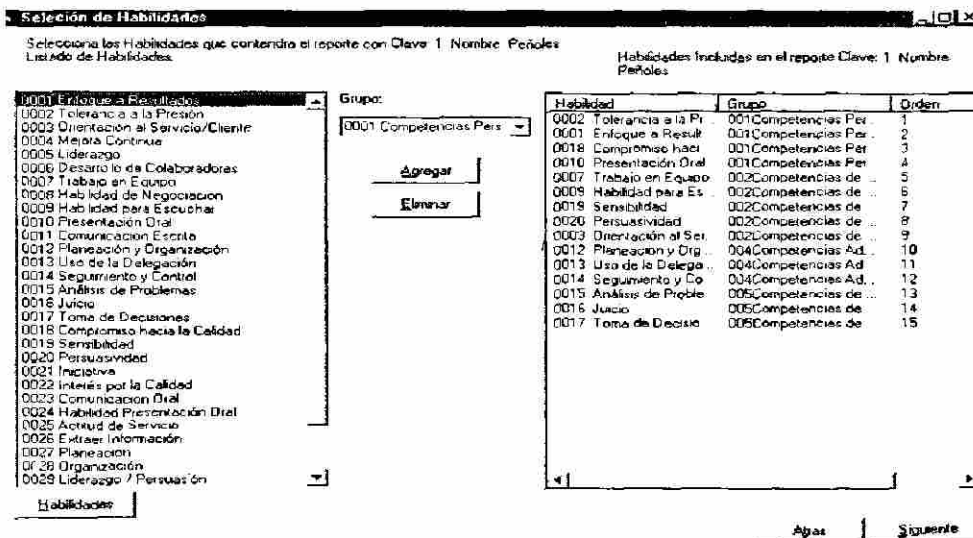 Seleción de Habilidades
Selecciona las Habilidades que contendra el reporte con Clave: 1 Nombre Peñoles
Listado de Habilidades
Habilidades Incluidas en el reporte Clave: 1 Nombre
Peñoles
0001 Enfoque a Resultados
0002 Tolerancia a la Presión
0003 Orientación al Servicio/Cliente
0004 Mejora Continua
0005 Liderazgo
0006 Desarrollo de Colaboradores
0007 Trabajo en Equipo
0008 Habilidad de Negociacion
0009 Habilidad para Escuchar
0010 Presentación Oral
0011 Comunicacion Escrita
0012 Planeación y Organización
0013 Uso de la Delegación
0014 Seguimiento y Control
0015 Análisis de Problemas
0016 Juicio
0017 Toma de Decisiones
0018 Compromiso hacia la Calidad
0019 Sensibilidad
0020 Persuasividad
0021 Iniciativa
0022 Interés por la Calidad
0023 Comunicacion Oral
0024 Habilidad Presentación Oral
0025 Actitud de Servicio
0026 Extraer Información
0027 Planeacion
0028 Organización
0029 Liderazgo / Persuasión
Habilidades
Grupo:
0001 Competencias Pers
Agregar
Eliminar
Habilidad Grupo Orden
0002 Tolerancia a la Pr.. 001Competencias Per.. 1
0001 Enfoque a Result 001Competencias Per 2
0018 Compromiso haci 001Competencias Per 3
0010 Presentación Oral 001Competencias Per 4
0007 Trabajo en Equipo 002Competencias de ... 5
0009 Habilidad para Es... 002Competencias de ... 6
0019 Sensibilidad 002Competencias de 7
0020 Persuasividad 002Competencias de ... 8
0003 Orientación al Ser. 002Competencias de 9
0012 Planeacion y Org... 004Competencias Ad.. 10
0013 Uso de la Delega... 004Competencias Ad 11
0014 Seguimiento y Co 004Competencias Ad... 12
0015 Análisis de Proble 005Competencias de ... 13
0016 Juicio 005Competencias de 14
0017 Toma de Decisio 005Competencias de 15
Atras
Siguiente